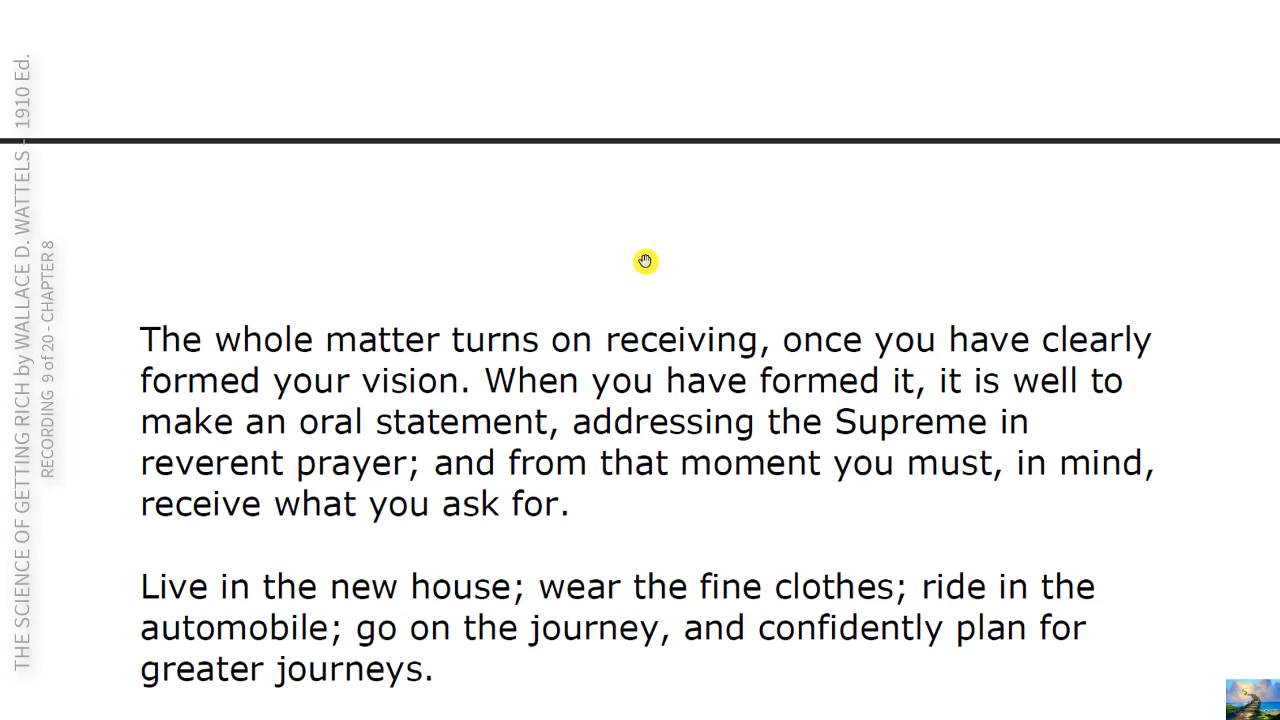 THE SCIENCE OF GETTING RICH by WALLACE D. WATTELS - 1910 Ed.
RECORDING 9 of 20 - CHAPTER 8
The whole matter turns on receiving, once you have clearly
formed your vision. When you have formed it, it is well to
make an oral statement, addressing the Supreme in
reverent prayer; and from that moment you must, in mind,
receive what you ask for.
Live in the new house; wear the fine clothes; ride in the
automobile; go on the journey, and confidently plan for
greater journeys.